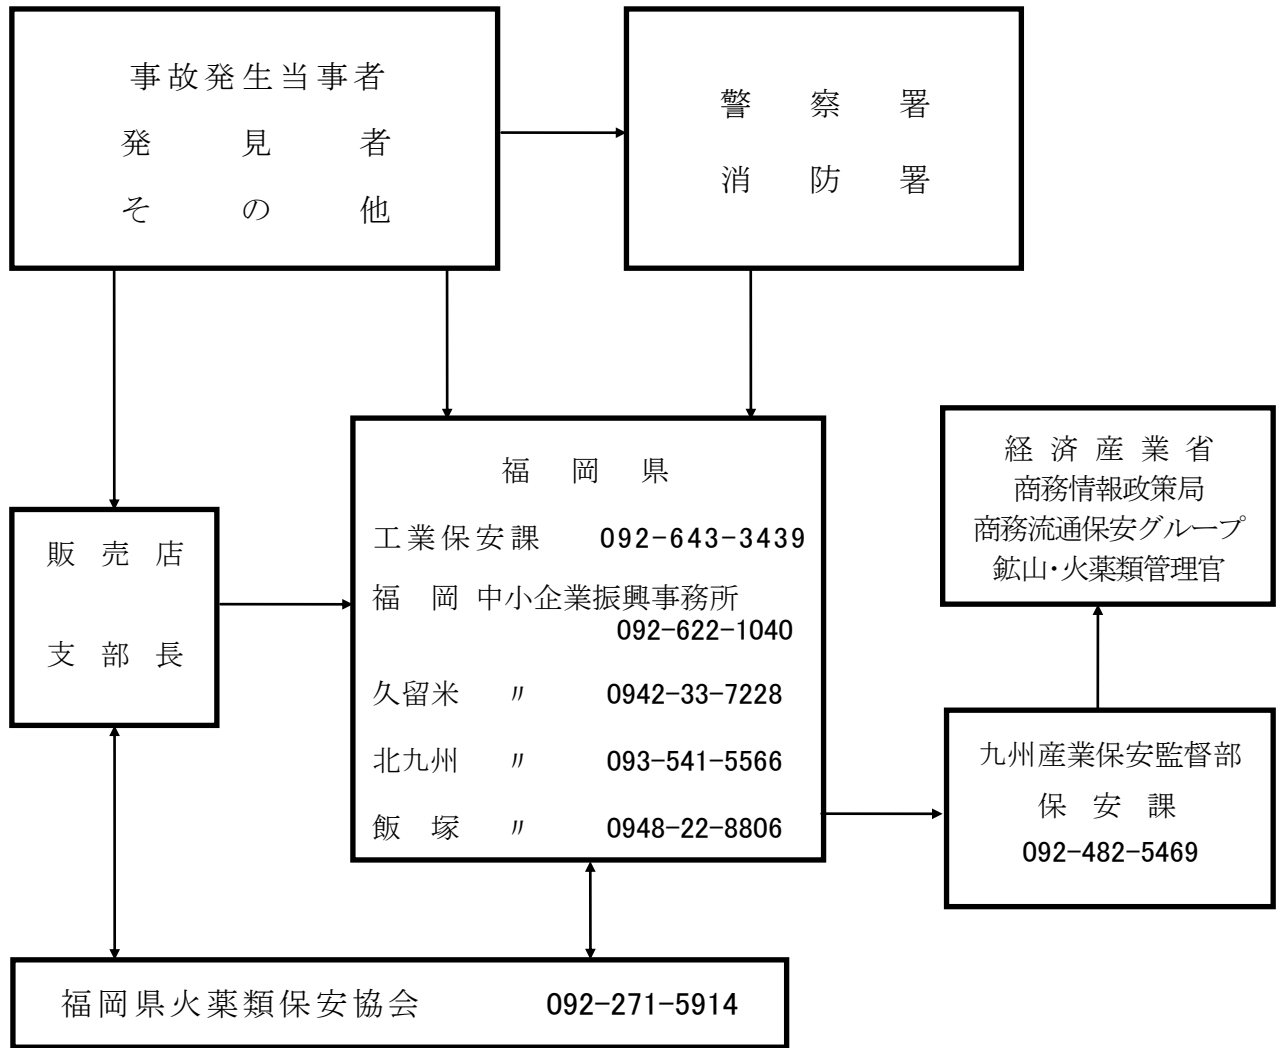 事故発生当事者
発見者
その他
警察署
消防署
福岡県
工業保安課 092-643-3439
福岡 中小企業振興事務所
092-622-1040
久留米 〃 0942-33-7228
北九州 〃 093-541-5566
飯塚 〃 0948-22-8806
販売店
支部長
経済産業省
商務情報政策局
商務流通保安グループ
鉱山・火薬類管理官
九州産業保安監督部
保安課
092-482-5469
福岡県火薬類保安協会 092-271-5914